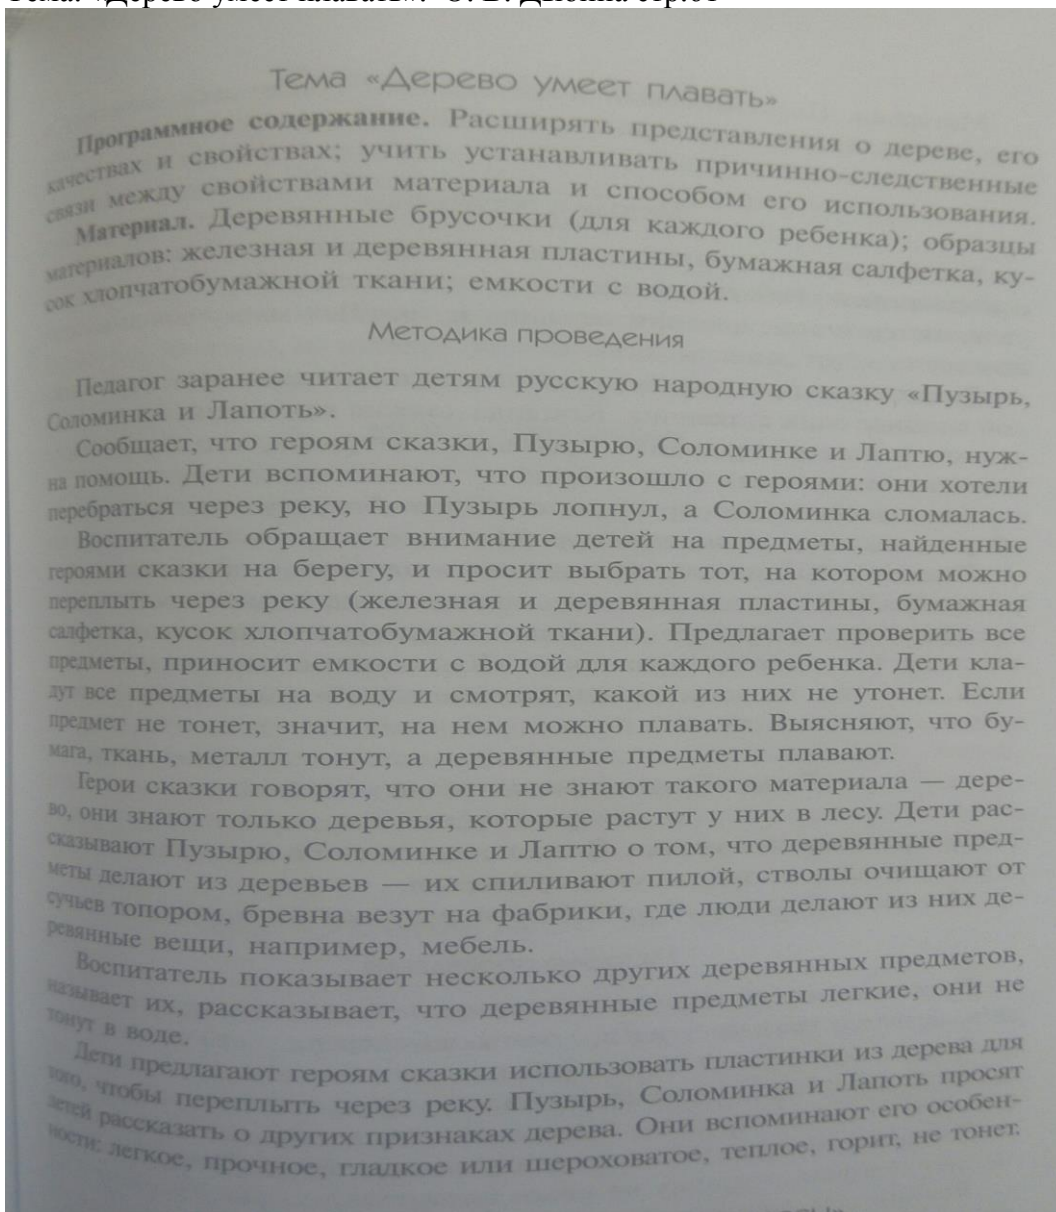 Тема «Дерево умеет плавать»
Программное содержание. Расширять представления о дереве, его
качествах и свойствах; учить устанавливать причинно-следственные
связи между свойствами материала и способом его использования.
Материал. Деревянные брусочки (для каждого ребенка); образцы
материалов: железная и деревянная пластины, бумажная салфетка, ку-
сок хлопчатобумажной ткани; емкости с водой.
Методика проведения
Педагог заранее читает детям русскую народную сказку «Пузырь,
Соломинка и Лапоть».
Сообщает, что героям сказки, Пузырю, Соломинке и Лаптю, нуж-
на помощь. Дети вспоминают, что произошло с героями: они хотели
перебраться через реку, но Пузырь лопнул, а Соломинка сломалась.
Воспитатель обращает внимание детей на предметы, найденные
героями сказки на берегу, и просит выбрать тот, на котором можно
переплыть через реку (железная и деревянная пластины, бумажная
салфетка, кусок хлопчатобумажной ткани). Предлагает проверить все
предметы, приносит емкости с водой для каждого ребенка. Дети кла-
дут все предметы на воду и смотрят, какой из них не утонет. Если
предмет не тонет, значит, на нем можно плавать. Выясняют, что бу-
мага, ткань, металл тонут, а деревянные предметы плавают.
Герои сказки говорят, что они не знают такого материала — дере-
во, они знают только деревья, которые растут у них в лесу. Дети рас-
сказывают Пузырю, Соломинке и Лаптю о том, что деревянные пред-
меты делают из деревьев — их спиливают пилой, стволы очищают от
сучьев топором, бревна везут на фабрики, где люди делают из них де-
ревянные вещи, например, мебель.
Воспитатель показывает несколько других деревянных предметов,
называет их, рассказывает, что деревянные предметы легкие, они не
тонут в воде.
Дети предлагают героям сказки использовать пластинки из дерева для
того, чтобы переплыть через реку. Пузырь, Соломинка и Лапоть просят
детей рассказать о других признаках дерева. Они вспоминают его особен-
ности: легкое, прочное, гладкое или шероховатое, теплое, горит, не тонет.